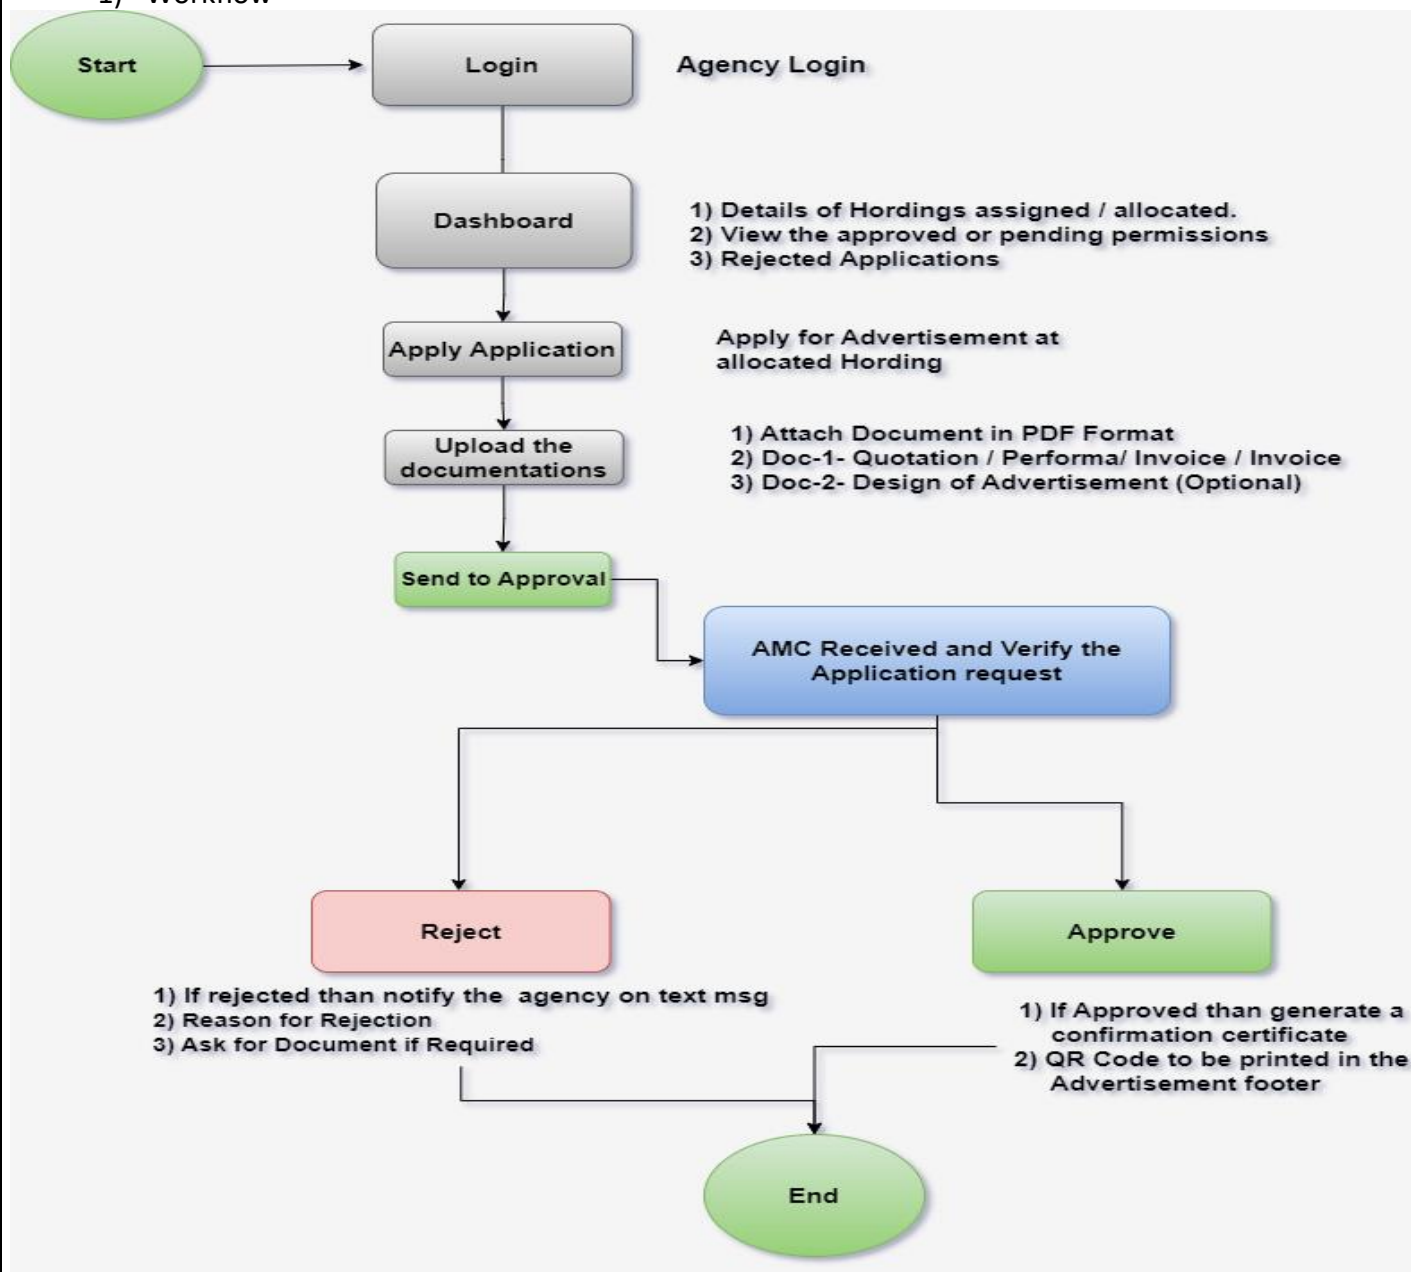 1) Workflow
Start
Login
Agency Login
Dashboard
1) Details of Hordings assigned / allocated.
2) View the approved or pending permissions
3) Rejected Applications
Apply Application
Apply for Advertisement at
allocated Hording
Upload the
documentations
1) Attach Document in PDF Format
2) Doc-1- Quotation / Performa/ Invoice / Invoice
3) Doc-2- Design of Advertisement (Optional)
Send to Approval
AMC Received and Verify the
Application request
Reject
Approve
1) If rejected than notify the agency on text msg
2) Reason for Rejection
3) Ask for Document if Required
1) If Approved than generate a
confirmation certificate
2) QR Code to be printed in the
Advertisement footer
End